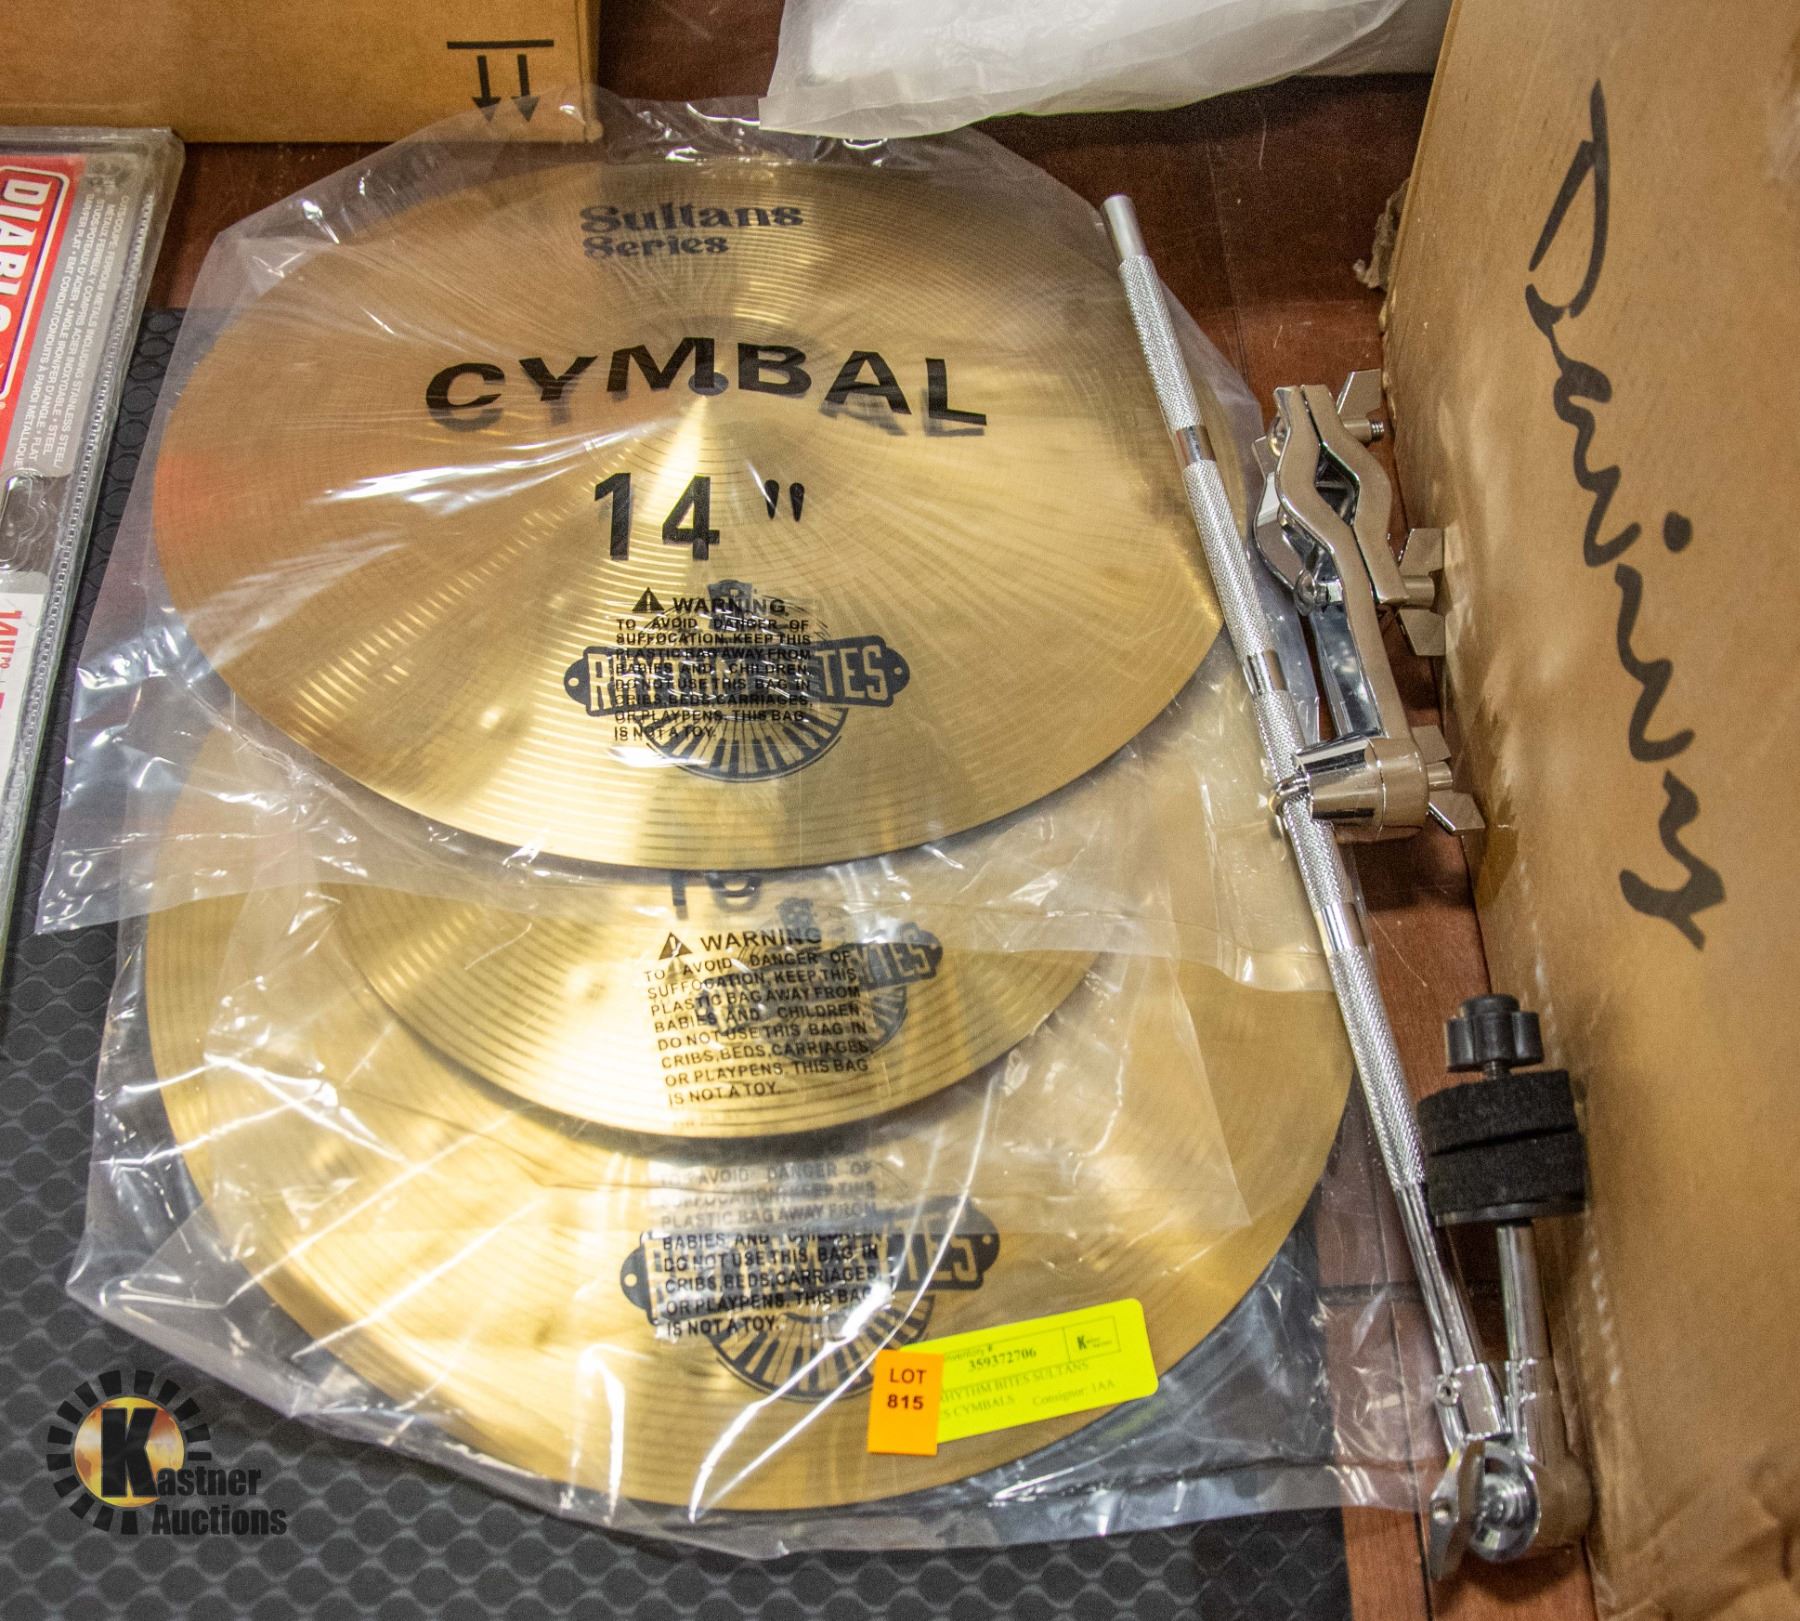 Sultans
Series
CYMBAL
14"
WARNING
TO AVOID DANGER OF
SUFFOCATION, KEEP THIS
PLASTIC BAG AWAY FROM
BABIES AND CHILDREN.
DO NOT USE THIS BAG IN
CRIBS, BEDS, CARRIAGES,
OR PLAYPENS. THIS BAG
IS NOT A TOY.
WARNING
TO AVOID DANGER OF
SUFFOCATION, KEEP THIS
PLASTIC BAG AWAY FROM
BABIES AND CHILDREN.
DO NOT USE THIS BAG IN
CRIBS, BEDS, CARRIAGES,
OR PLAYPENS. THIS BAG
IS NOT A TOY.
TO AVOID DANGER OF
SUFFOCATION, KEEP THIS
PLASTIC BAG AWAY FROM
BABIES AND CHILDREN
DO NOT USE THIS BAG IN
CRIBS, BEDS, CARRIAGES
OR PLAYPENS. THIS BAG
IS NOT A TOY.
LOT
815
Inventory #
359372706
RHYTHM BITES SULTANS
CYMBALS Consignor: 1AA
Kastner
Auctions